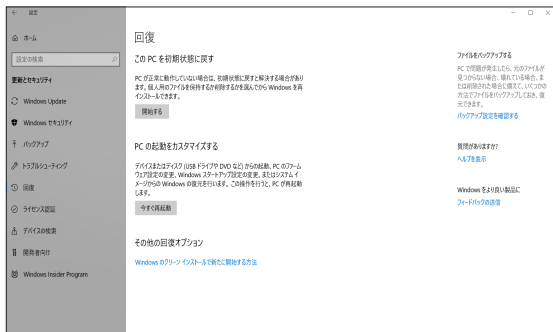 設定
ホーム
設定の検索
更新とセキュリティ
Windows Update
Windows セキュリティ
バックアップ
トラブルシューティング
回復
ライセンス認証
デバイスの検索
開発者向け
Windows Insider Program
回復
この PC を初期状態に戻す
PC が正常に動作していない場合は、初期状態に戻すと解決する場合があり
ます。個人用のファイルを保持するか削除するかを選んでから Windows を再
インストールできます。
開始する
PC の起動をカスタマイズする
デバイスまたはディスク (USB ドライブや DVD など) からの起動、PC のファーム
ウェア設定の変更、Windows スタートアップ設定の変更、またはシステム イ
メージからの Windows の復元を行います。この操作を行うと、PC が再起動
します。
今すぐ再起動
その他の回復オプション
Windows のクリーン インストールで新たに開始する方法
ファイルをバックアップする
PC で問題が発生したら、元のファイルが
見つからない場合、壊れている場合、ま
たは削除された場合に備えて、いくつかの
方法でファイルをバックアップしておき、復
元できます。
バックアップ設定を確認する
質問がありますか?
ヘルプを表示
Windows をより良い製品に
フィードバックの送信